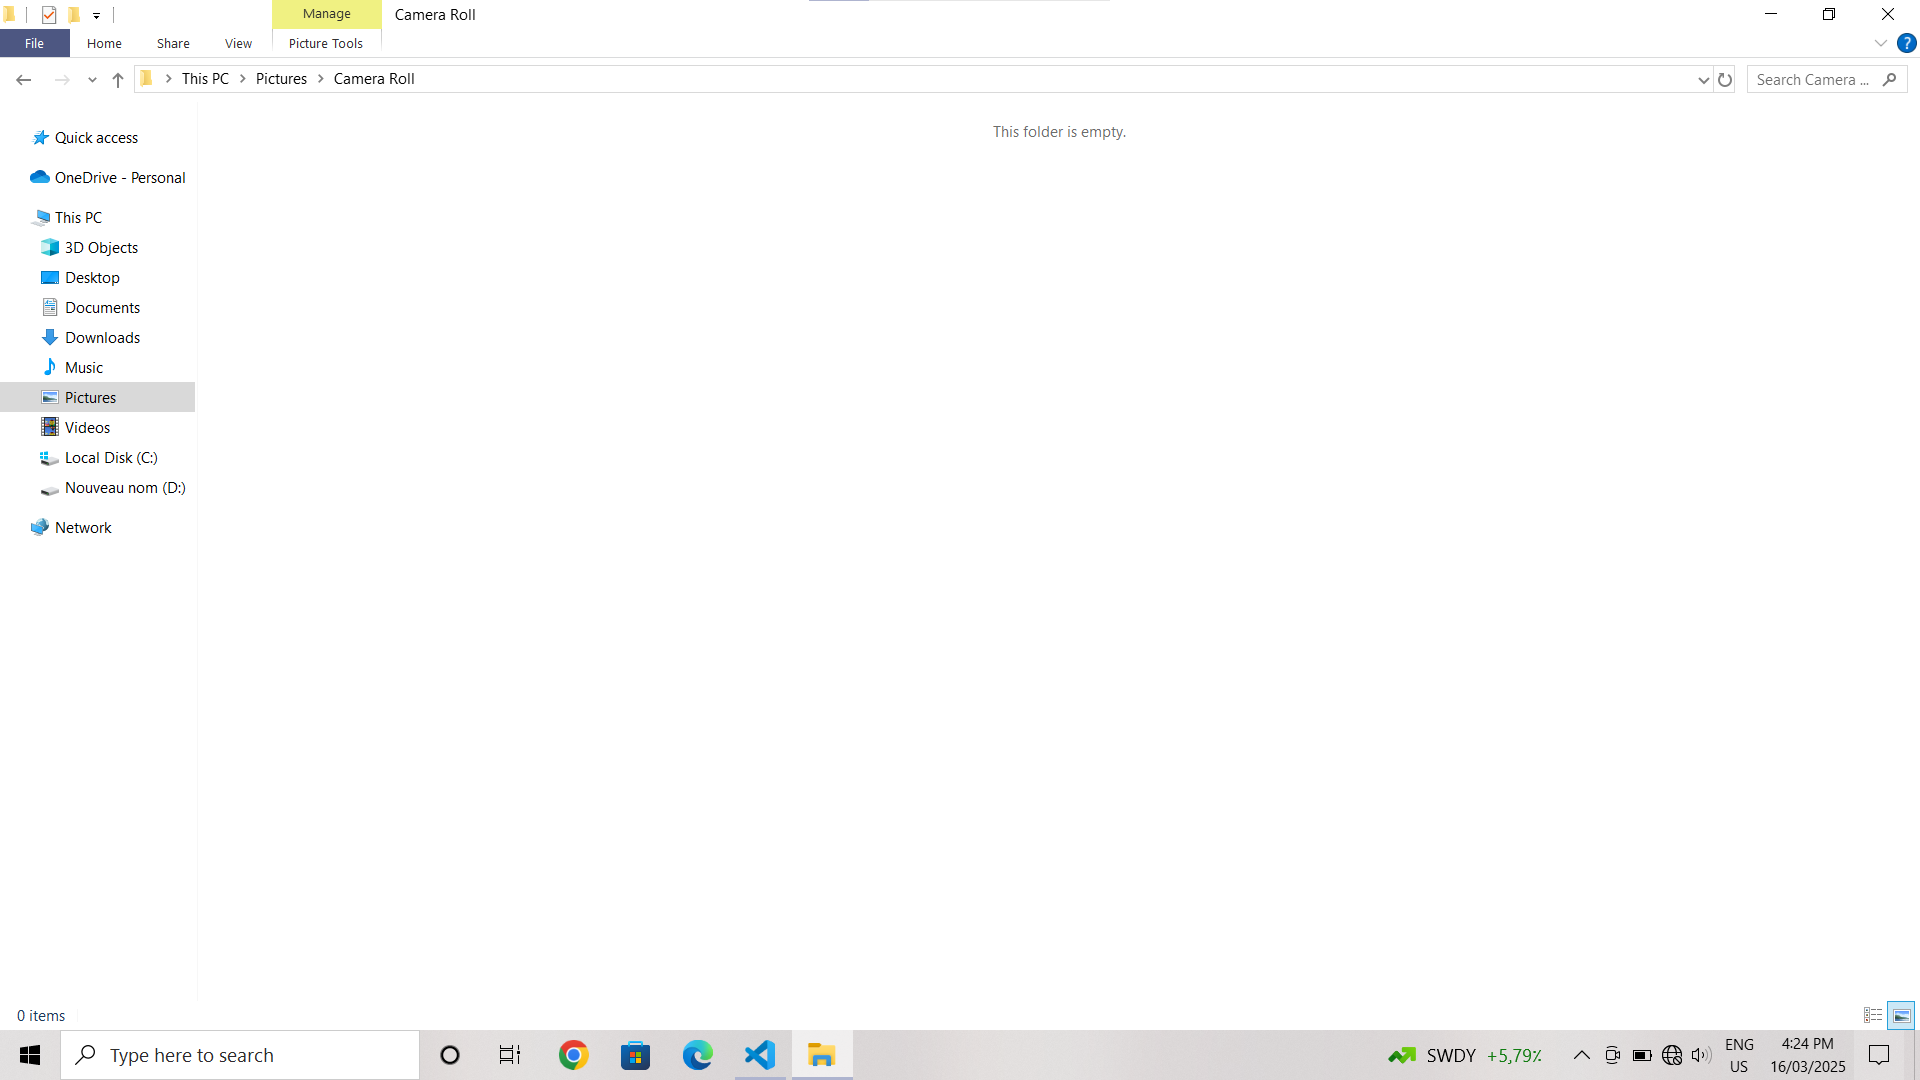 Manage
Camera Roll
File
Home
Share
View
Picture Tools
?
This PC
Pictures
Camera Roll
Search Camera ...
This folder is empty.
Quick access
OneDrive - Personal
This PC
3D Objects
Desktop
Documents
Downloads
Music
Pictures
Videos
Local Disk (C:)
Nouveau nom (D:)
Network
0 items
Type here to search
SWDY +5,79%
ENG
US
4:24 PM
16/03/2025